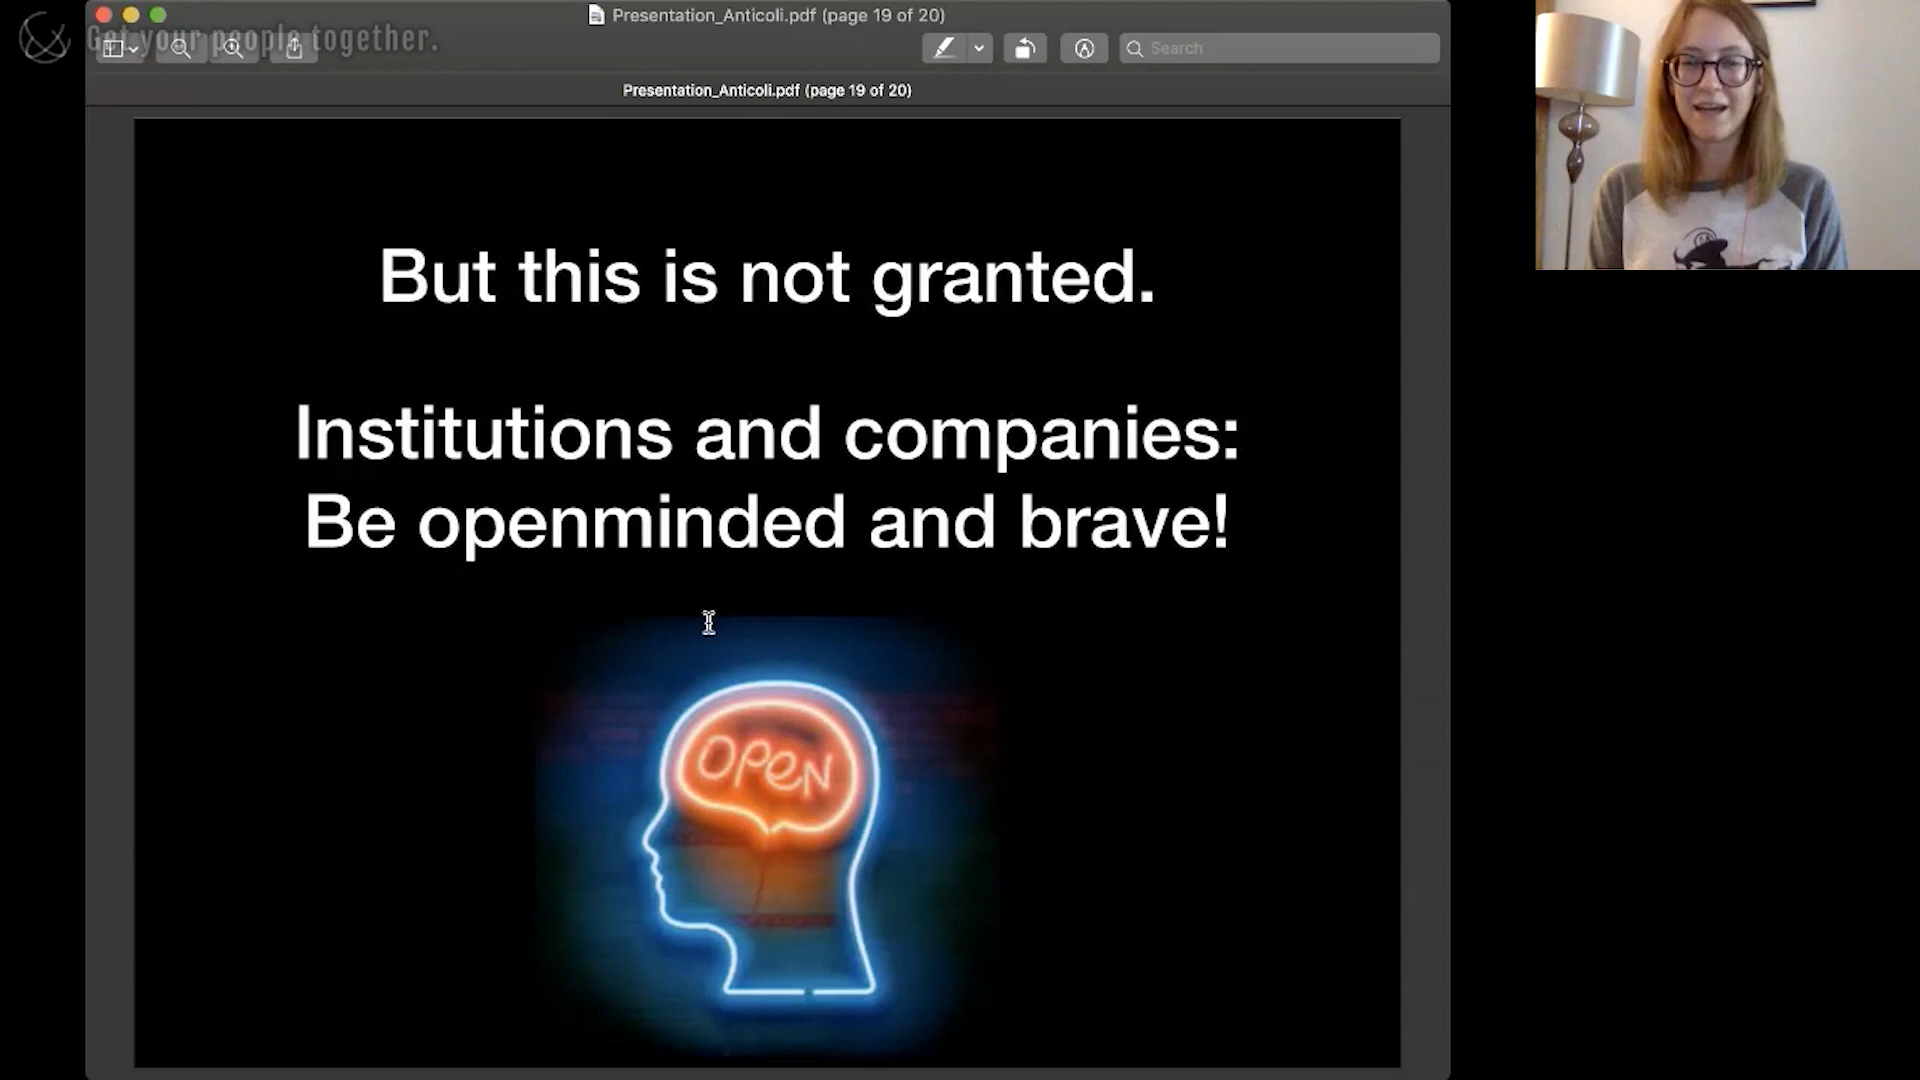 Presentation_Anticoli.pdf (page 19 of 20)
Get your people together.
Search
Presentation_Anticoli.pdf (page 19 of 20)
But this is not granted.
Institutions and companies:
Be openminded and brave!
OPeN